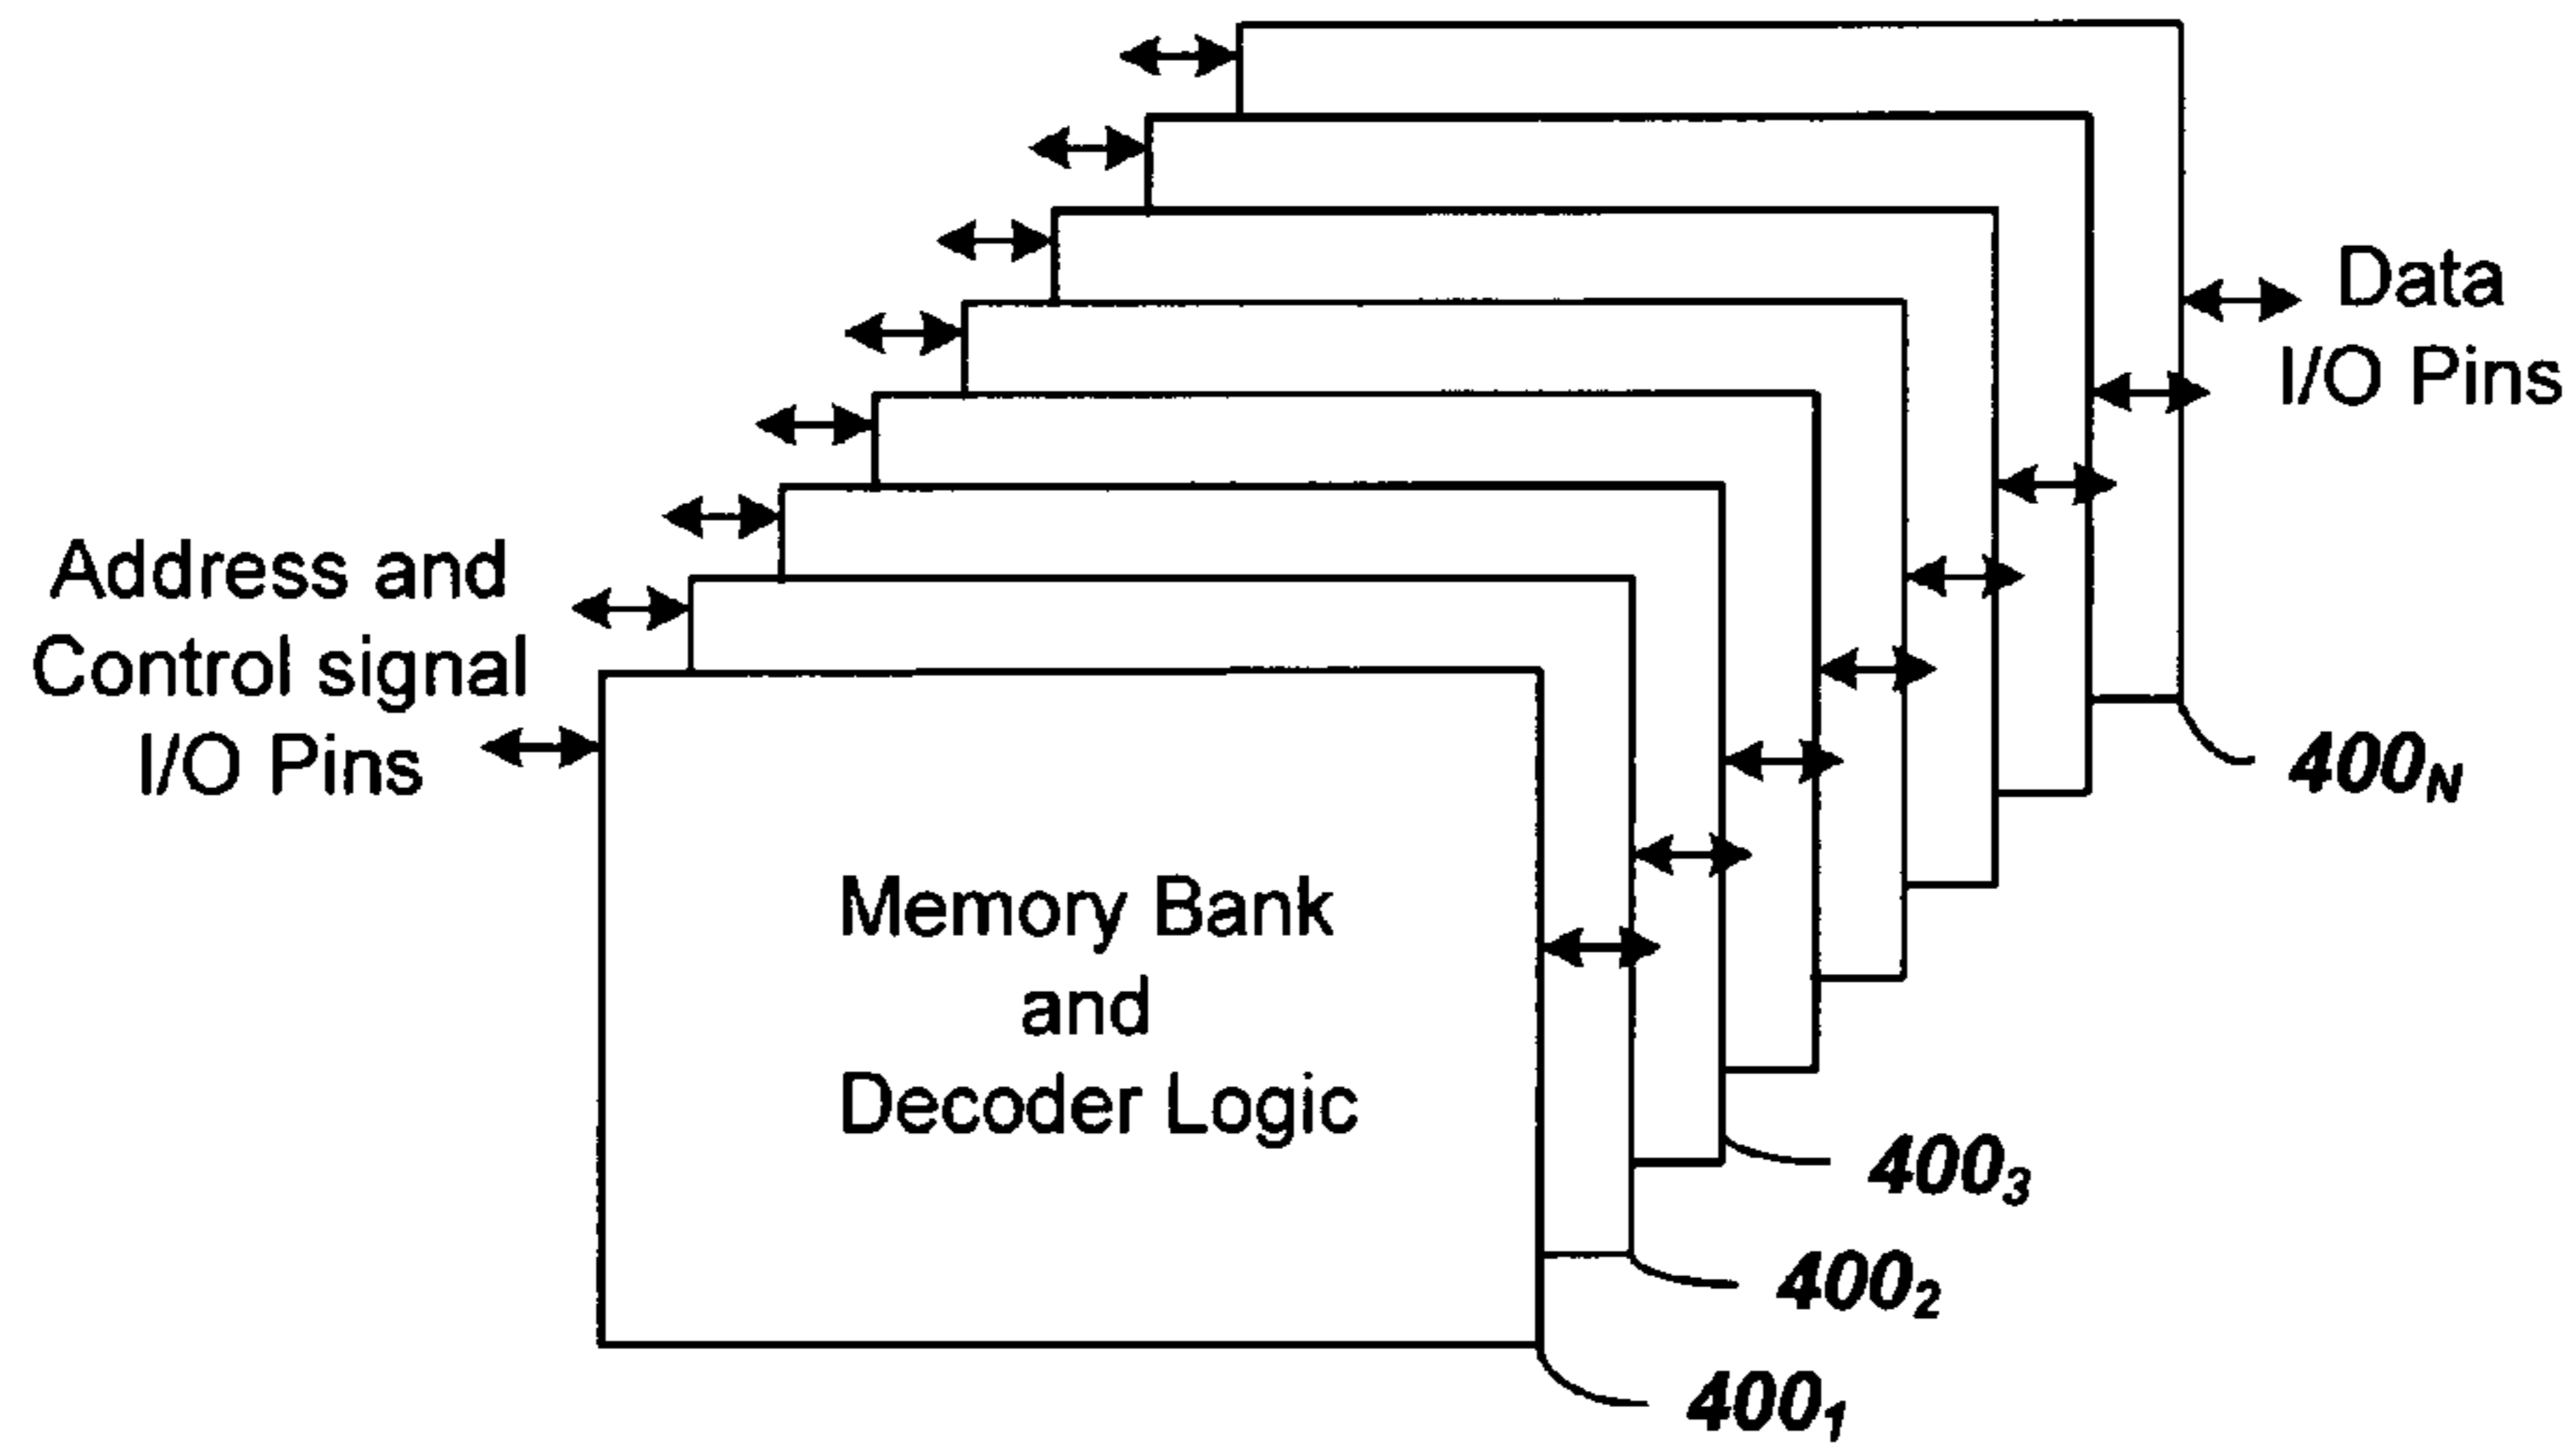 Data
I/O Pins
Address and
Control signal
I/O Pins
400N
Memory Bank
and
Decoder Logic
4003
4002
4001